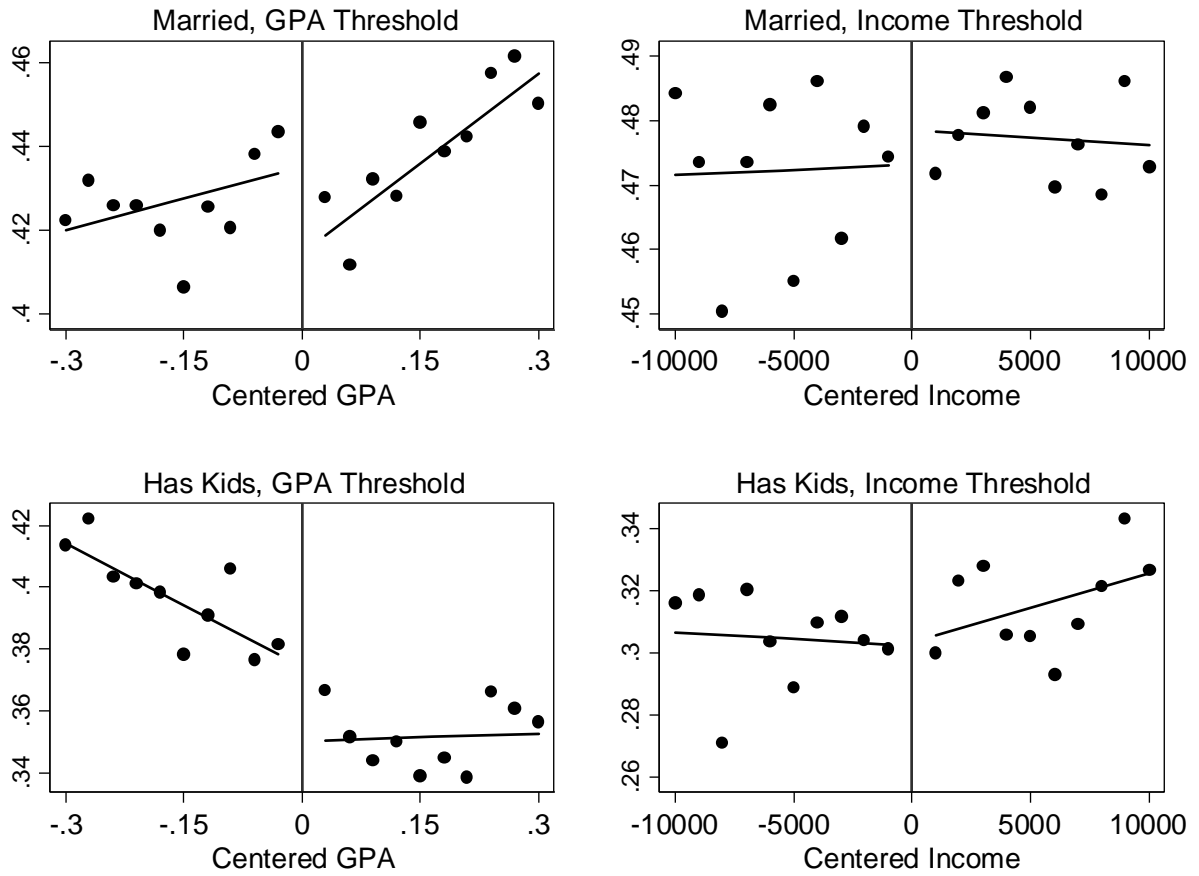 Married, GPA Threshold
.46
.44
.42
.4
-.3 -.15 0 .15 .3
Centered GPA
Married, Income Threshold
.49
.48
.47
.46
.45
-10000 -5000 0 5000 10000
Centered Income
Has Kids, GPA Threshold
.42
.4
.38
.36
.34
-.3 -.15 0 .15 .3
Centered GPA
Has Kids, Income Threshold
.34
.32
.3
.28
.26
-10000 -5000 0 5000 10000
Centered Income